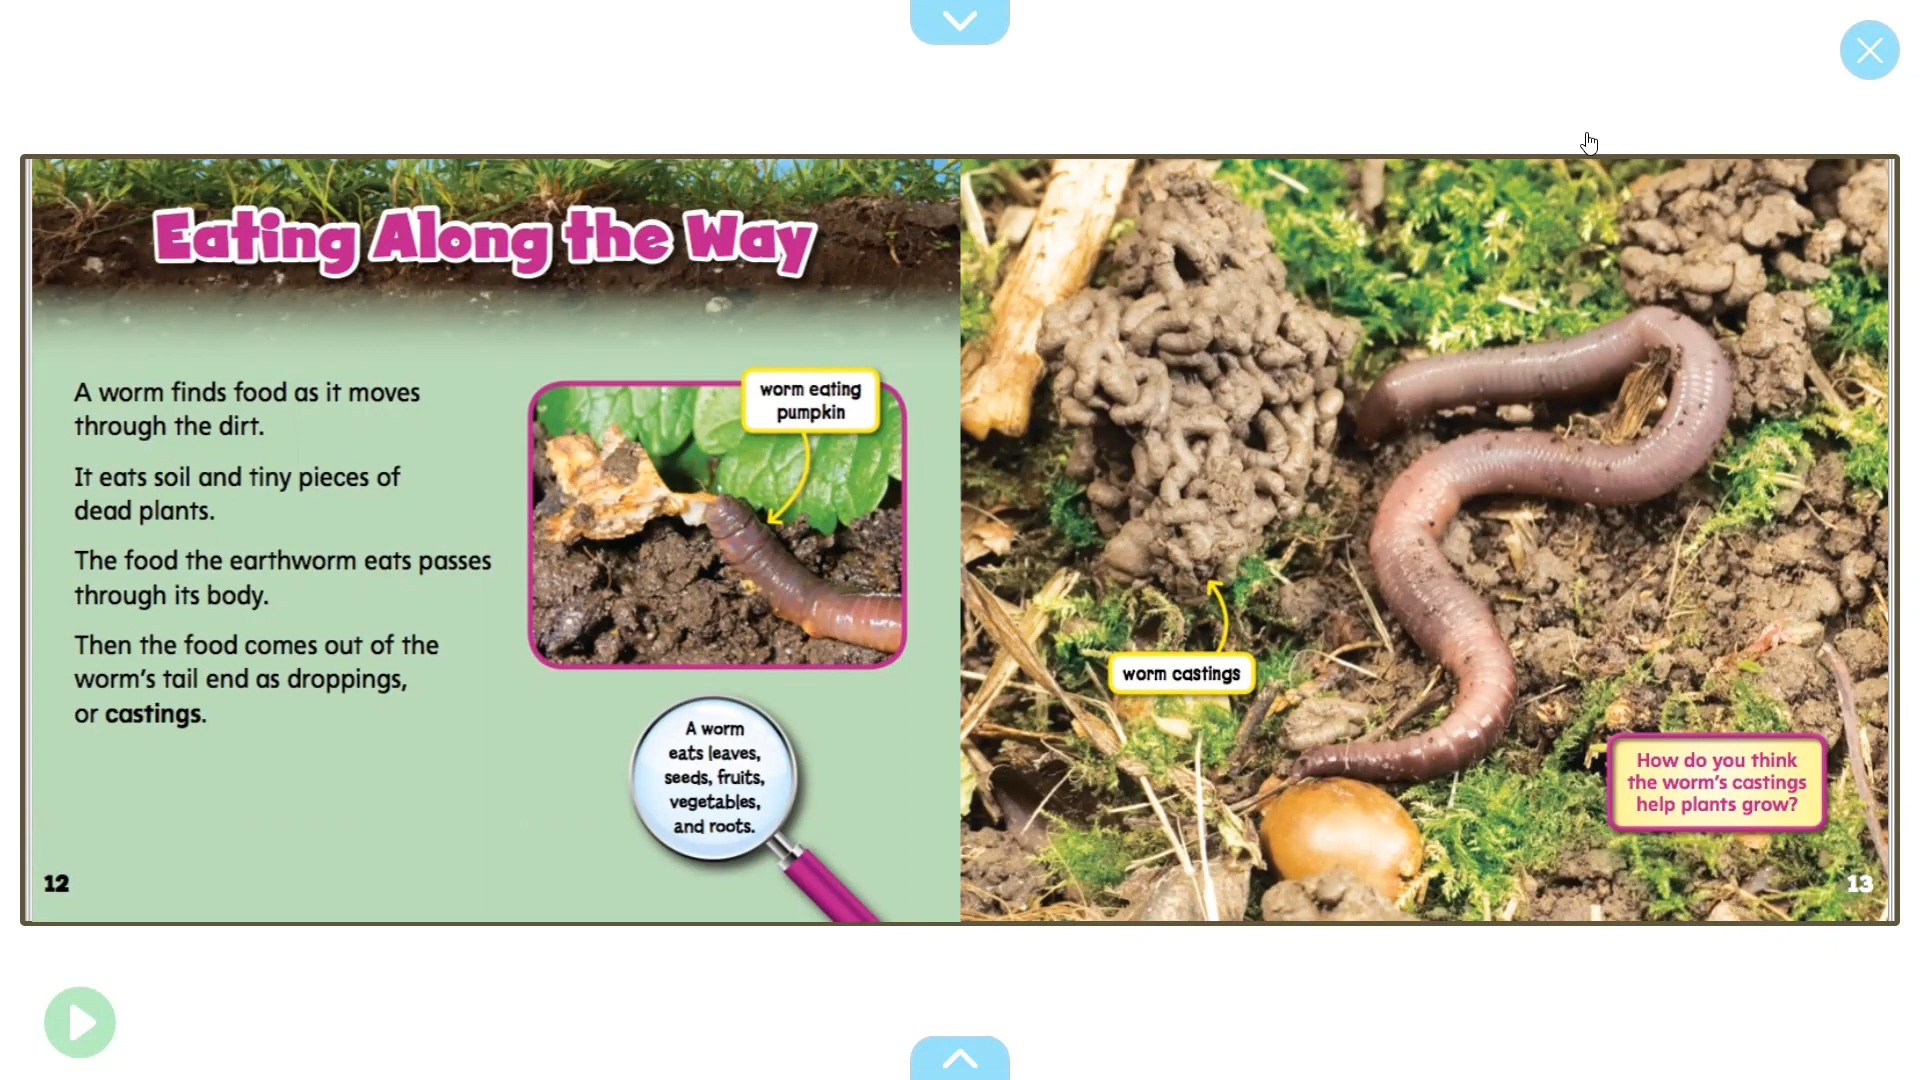 Eating Along the Way
A worm finds food as it moves
through the dirt.
It eats soil and tiny pieces of
dead plants.
The food the earthworm eats passes
through its body.
Then the food comes out of the
worm's tail end as droppings,
or castings.
worm eating
pumpkin
A worm
eats leaves,
seeds, fruits,
vegetables,
and roots.
12
worm castings
How do you think
the worm's castings
help plants grow?
13